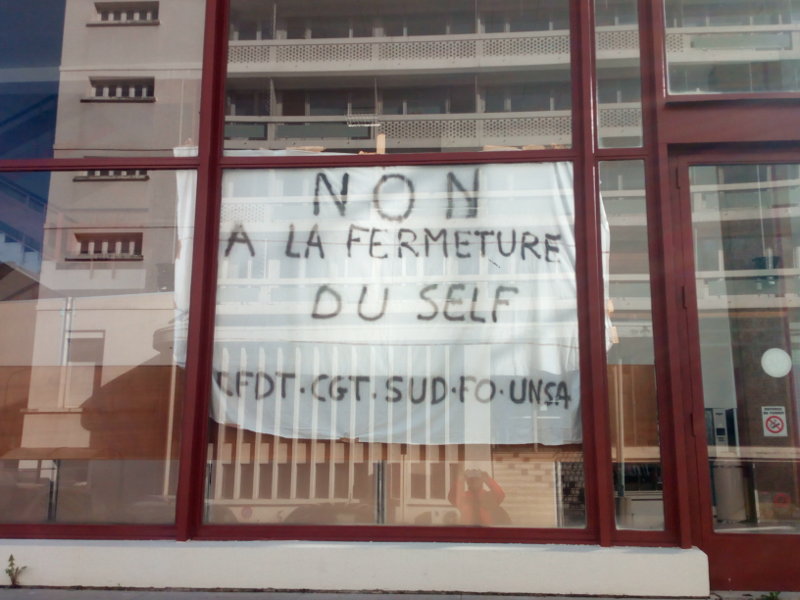 NON
A LA FERMETURE
DU SELF
CFDT·CGT·SUD·FO·UNSA